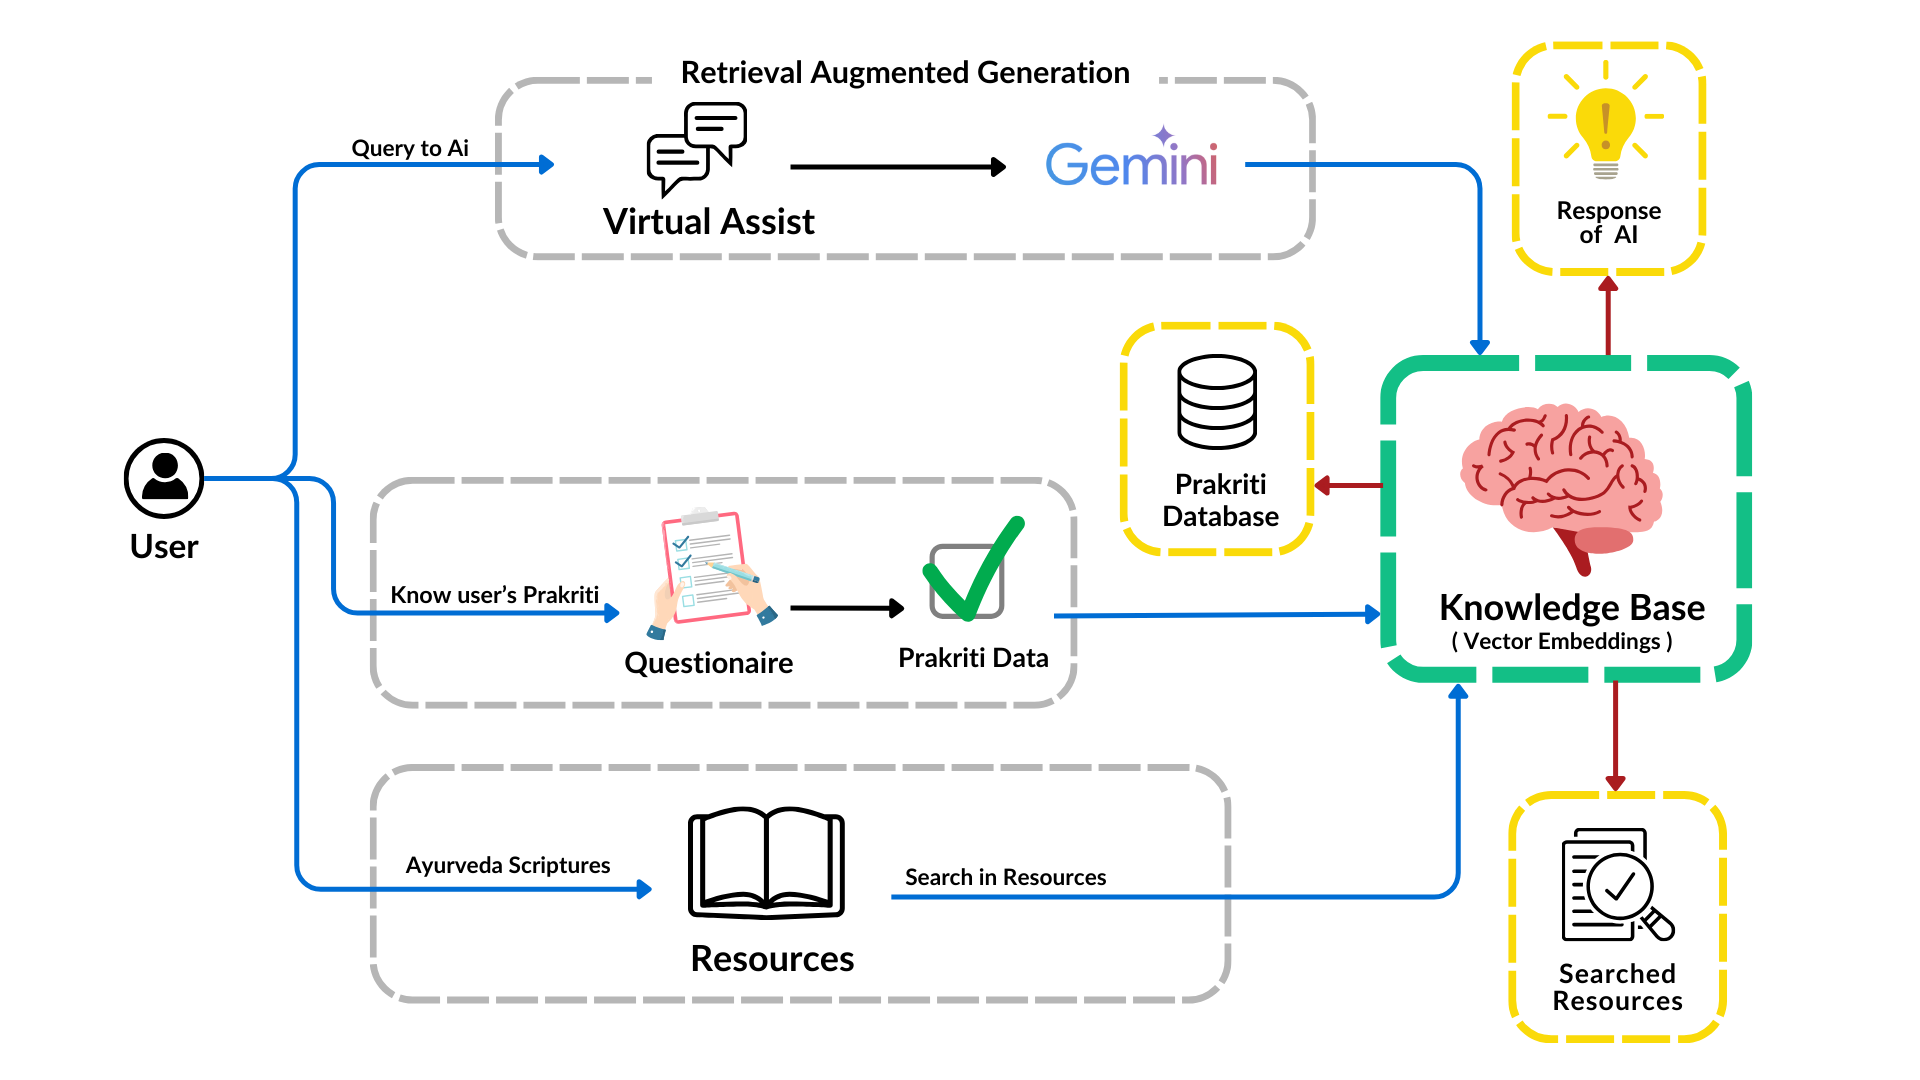 Retrieval Augmented Generation
Query to Ai
Virtual Assist
Gemini
Response
of AI
User
Know user's Prakriti
Questionaire
Prakriti Data
Prakriti
Database
Knowledge Base
( Vector Embeddings )
Ayurveda Scriptures
Resources
Search in Resources
Searched
Resources